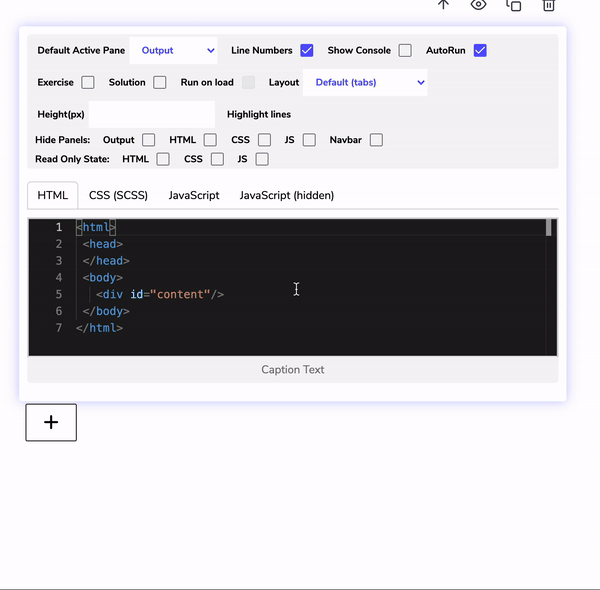 Default Active Pane Output Line Numbers Show Console AutoRun
Exercise Solution Run on load Layout Default (tabs)
Height(px) Highlight lines
Hide Panels: Output HTML CSS JS Navbar
Read Only State: HTML CSS JS
HTML CSS (SCSS) JavaScript JavaScript (hidden)
1 <html>
2 <head>
3 </head>
4 <body>
5 <div id="content"/>
6 </body>
7 </html>
Caption Text
+